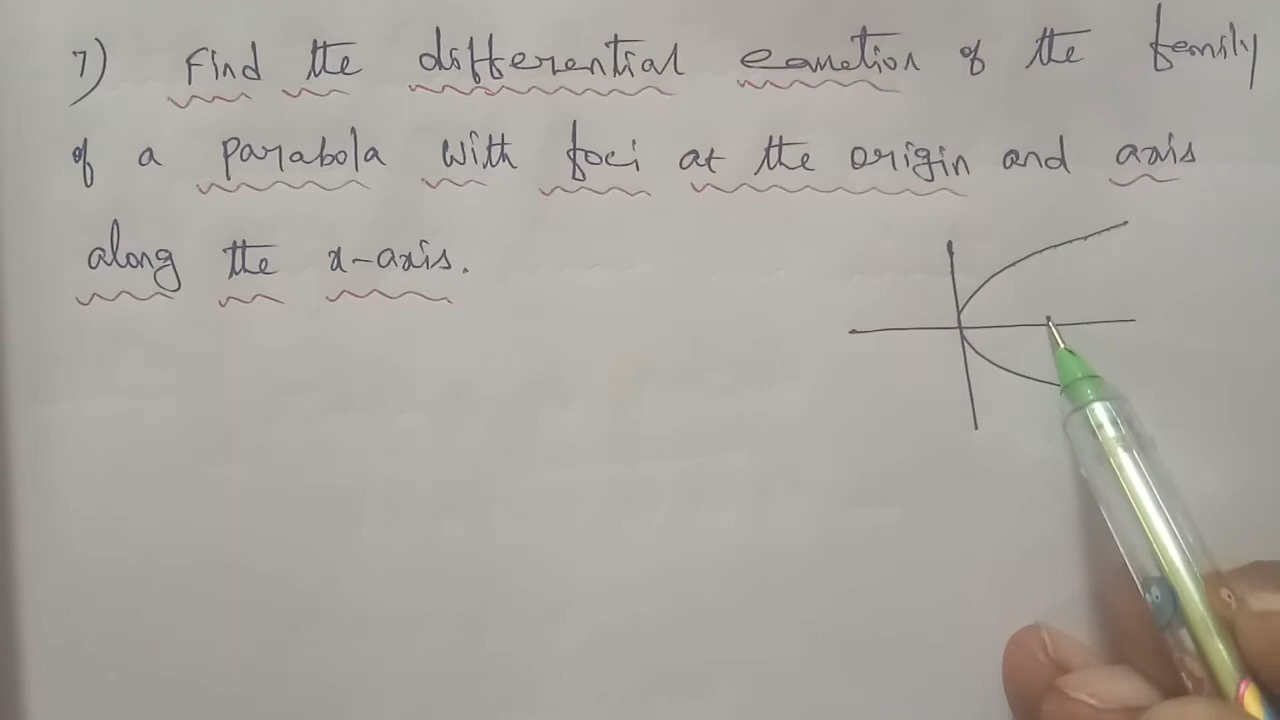 7) Find the differential equation of the family
of a parabola with foci at the origin and axis
along the x-axis.